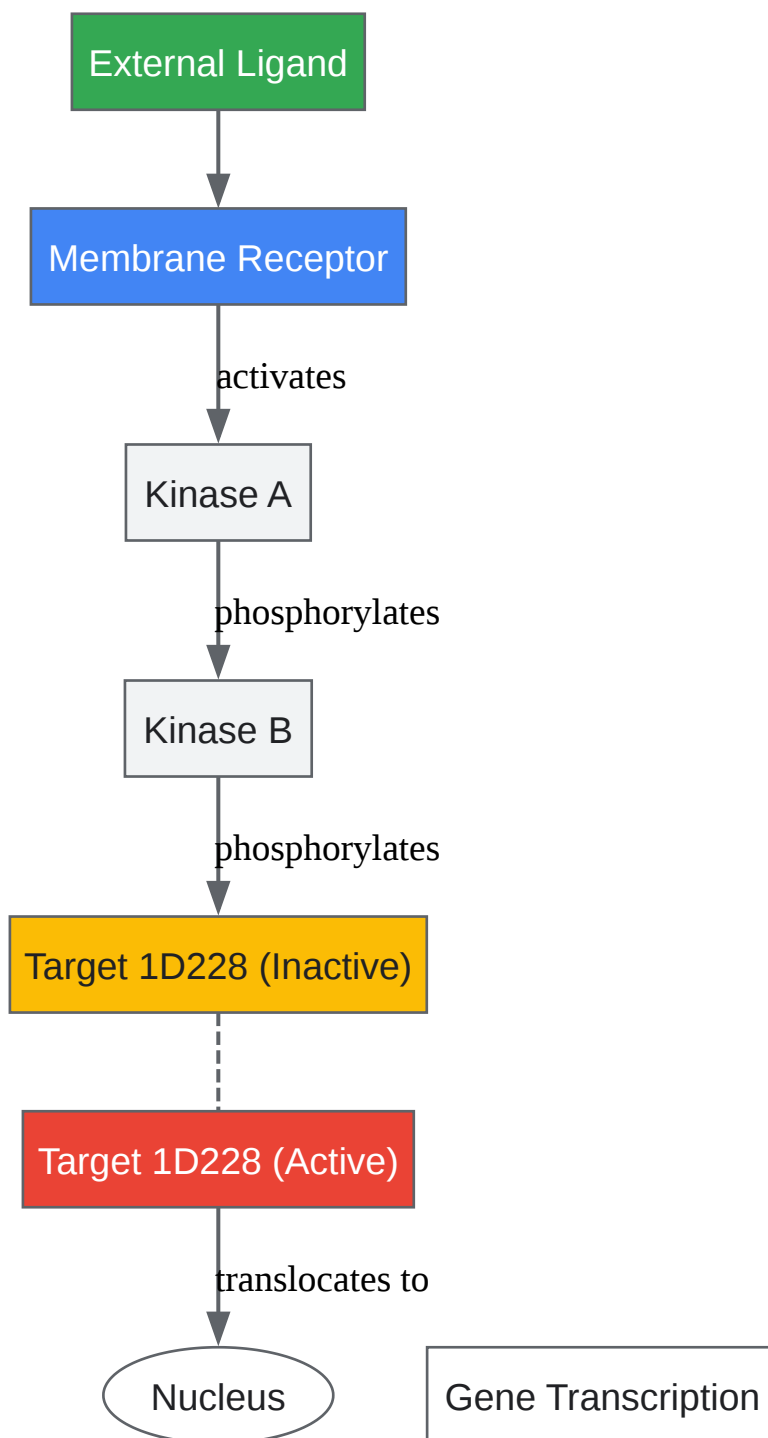 External Ligand
Membrane Receptor
activates
Kinase A
phosphorylates
Kinase B
phosphorylates
Target 1D228 (Inactive)
Target 1D228 (Active)
translocates to
Nucleus
Gene Transcription